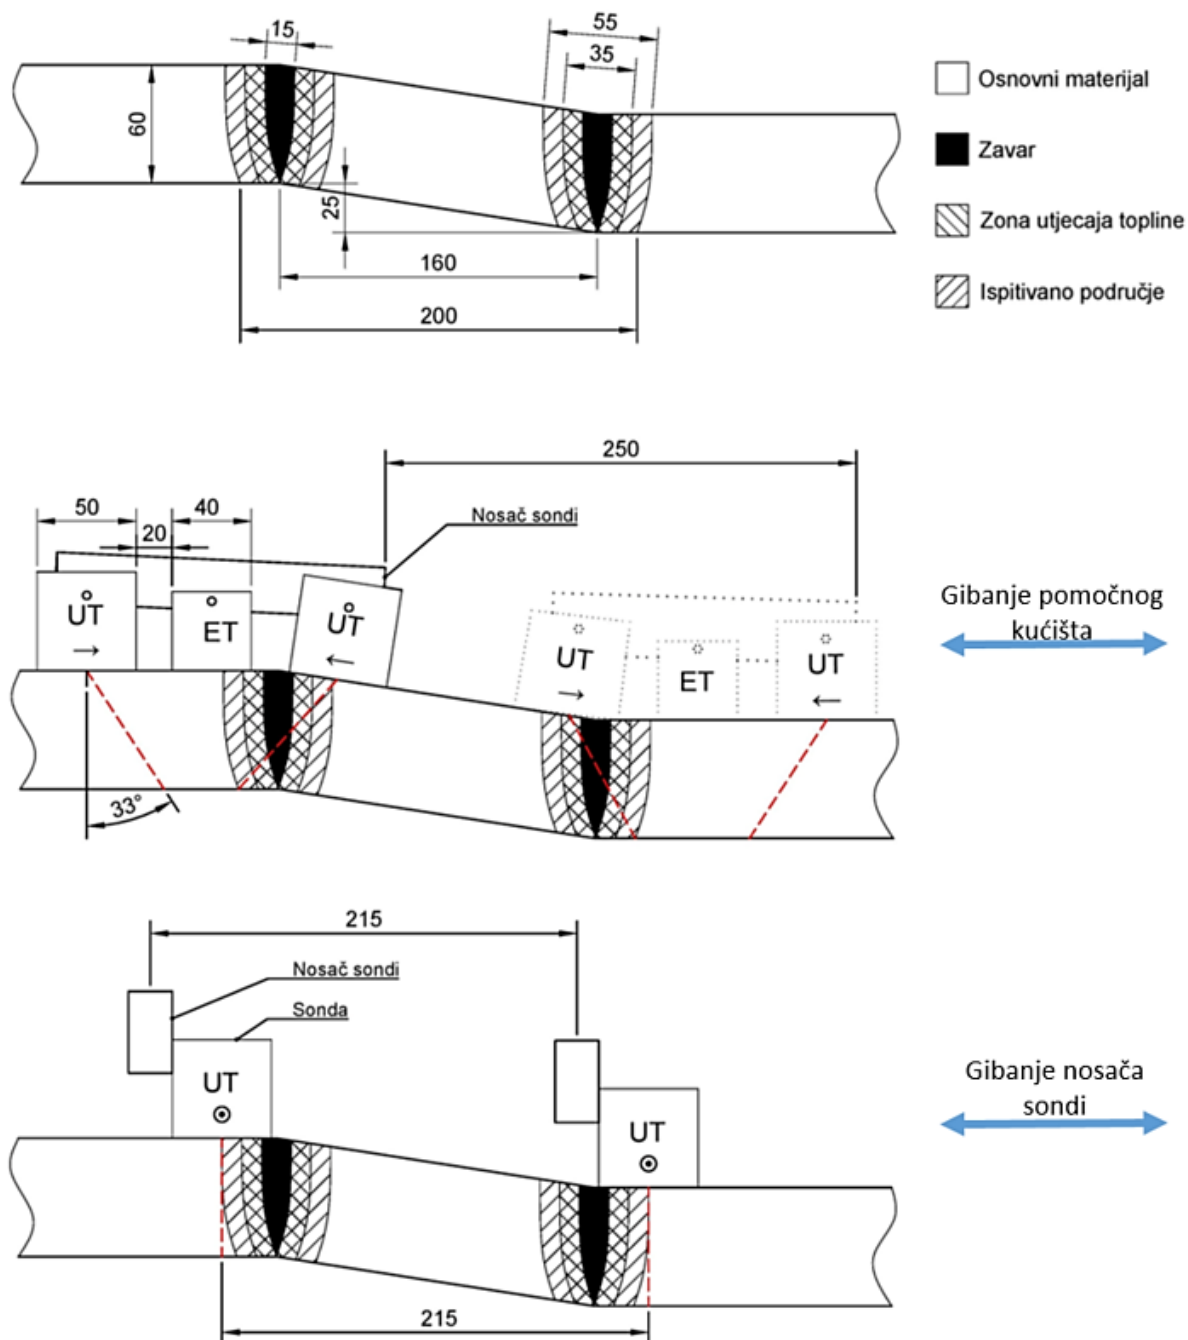 15
55
35
60
25
160
200
Osnovni materijal
Zavar
Zona utjecaja topline
Ispitivano područje
250
50
40
20
Nosač sondi
UT
ET
UT
UT
ET
UT
33°
Gibanje pomočnog
kućišta
215
Nosač sondi
Sonda
UT
UT
215
Gibanje nosača
sondi